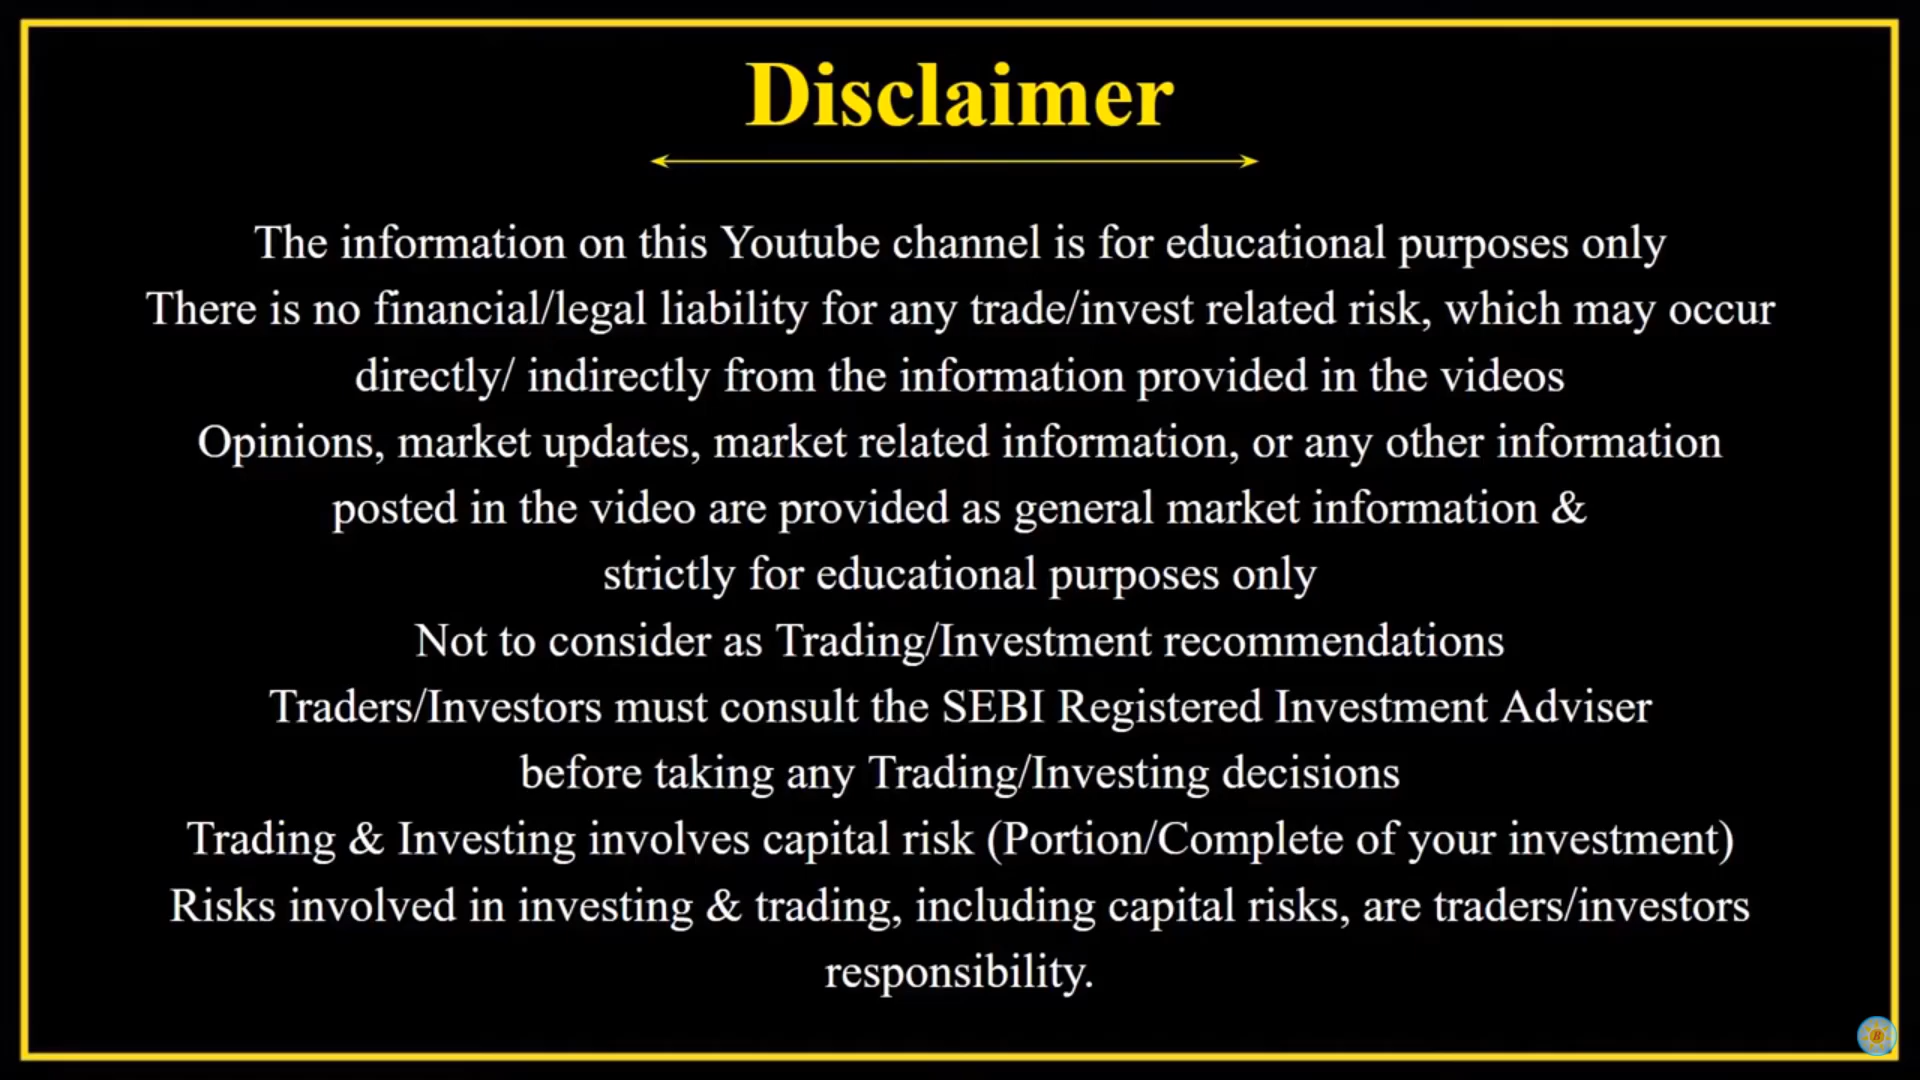 Disclaimer
The information on this Youtube channel is for educational purposes only
There is no financial/legal liability for any trade/invest related risk, which may occur
directly/ indirectly from the information provided in the videos
Opinions, market updates, market related information, or any other information
posted in the video are provided as general market information &
strictly for educational purposes only
Not to consider as Trading/Investment recommendations
Traders/Investors must consult the SEBI Registered Investment Adviser
before taking any Trading/Investing decisions
Trading & Investing involves capital risk (Portion/Complete of your investment)
Risks involved in investing & trading, including capital risks, are traders/investors
responsibility.